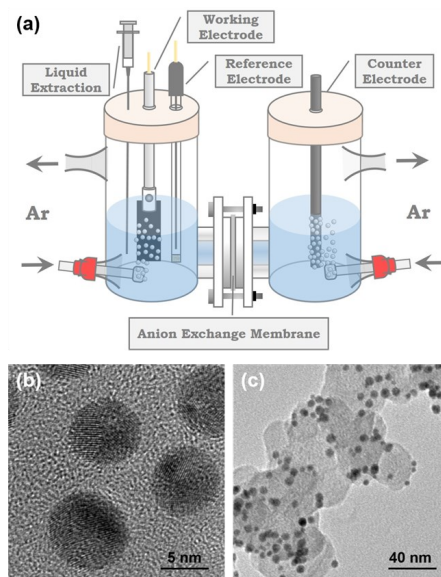 (a)
Working
Electrode
Liquid
Extraction
Reference
Electrode
Counter
Electrode
Ar
Ar
Anion Exchange Membrane
(b)
5 nm
(c)
40 nm